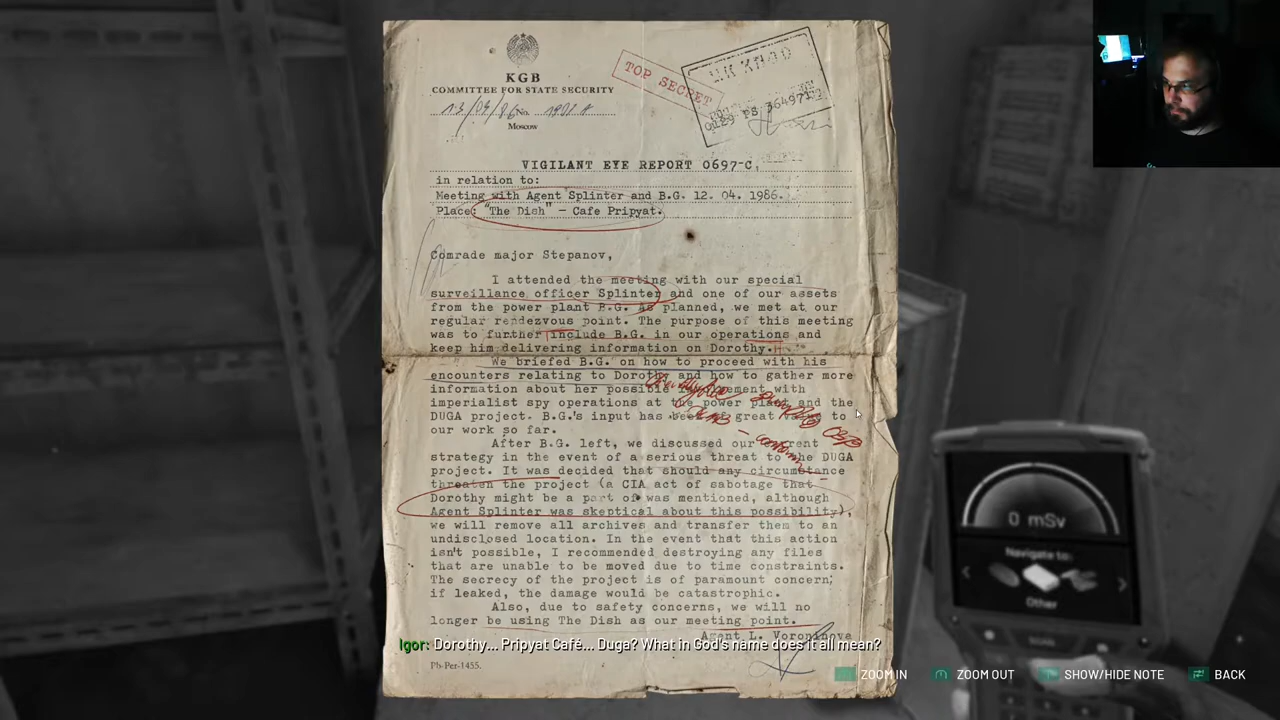 KGB
COMMITTEE FOR STATE SECURITY
13/04/86 No.
Moscow
TOP SECRET
VIGILANT EYE REPORT 0697-C,
in relation to:
Meeting with Agent Splinter and B.G. 12. 04. 1986.
Place: "The Dish" - Cafe Pripyat.
Comrade major Stepanov,
I attended the meeting with our special
surveillance officer Splinter and one of our assets
from the power plant B.G. as planned, we met at our
regular rendezvous point. The purpose of this meeting
was to further include B.G. in our operations and
keep him delivering information on Dorothy.
We briefed B.G. on how to proceed with his
encounters relating to Dorothy and how to gather more
information about her possible involvement with
imperialist spy operations at the power plant and the
DUGA project. B.G.'s input has been of great value to
our work so far.
After B.G. left, we discussed our current
strategy in the event of a serious threat to the DUGA
project. It was decided that should any circumstance
threaten the project (a CIA act of sabotage that
Dorothy might be a part of was mentioned, although
Agent Splinter was skeptical about this possibility),
we will remove all archives and transfer them to an
undisclosed location. In the event that this action
isn't possible, I recommended destroying any files
that are unable to be moved due to time constraints.
The secrecy of the project is of paramount concern;
if leaked, the damage would be catastrophic.
Also, due to safety concerns, we will no
longer be using The Dish as our meeting point.
Agent L. Voroninova
Igor: Dorothy... Pripyat Café... Duga? What in God's name does it all mean?
Pb-Per-1455.
0 mSv
Navigate to:
Other
ZOOM IN
ZOOM OUT
SHOW/HIDE NOTE
BACK